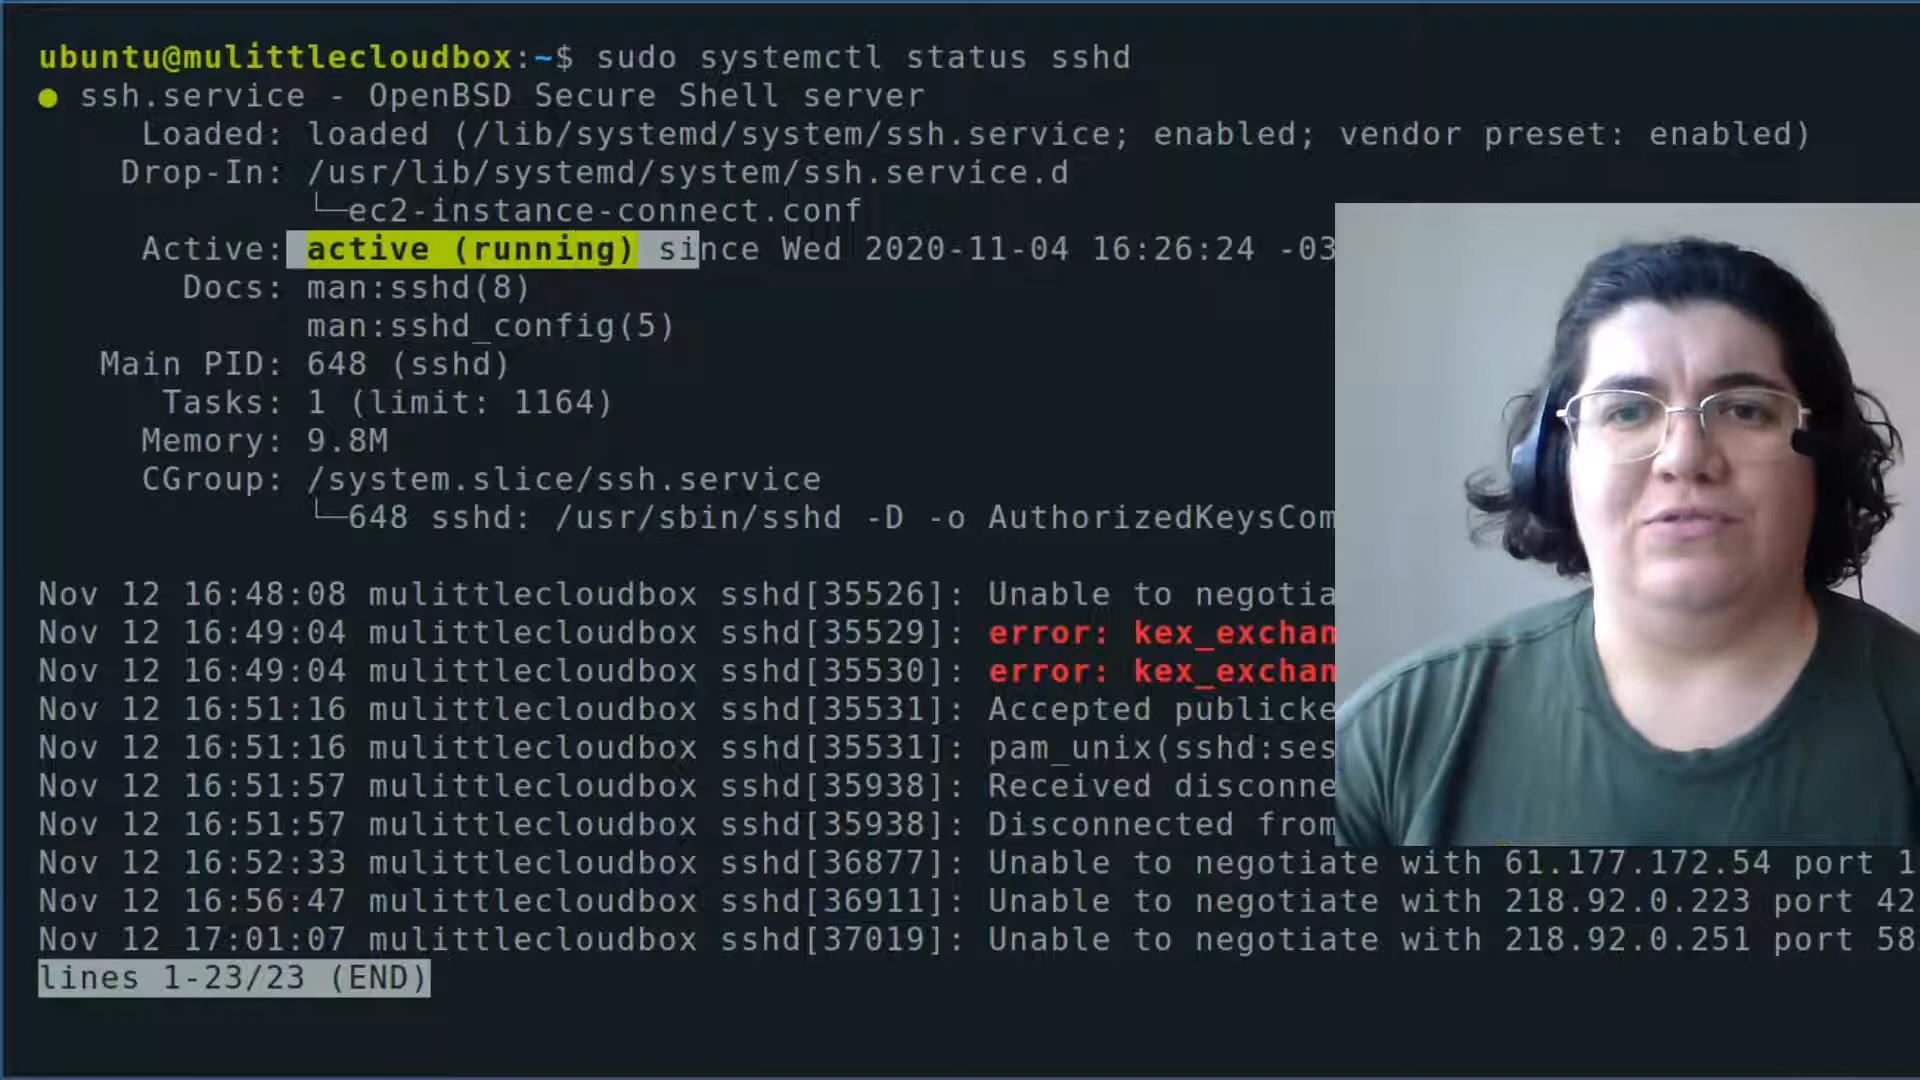 ubuntu@mulittlecloudbox:~$ sudo systemctl status sshd
● ssh.service - OpenBSD Secure Shell server
Loaded: loaded (/lib/systemd/system/ssh.service; enabled; vendor preset: enabled)
Drop-In: /usr/lib/systemd/system/ssh.service.d
└─ec2-instance-connect.conf
Active: active (running) since Wed 2020-11-04 16:26:24 -03
Docs: man:sshd(8)
man:sshd_config(5)
Main PID: 648 (sshd)
Tasks: 1 (limit: 1164)
Memory: 9.8M
CGroup: /system.slice/ssh.service
└─648 sshd: /usr/sbin/sshd -D -o AuthorizedKeysCom
Nov 12 16:48:08 mulittlecloudbox sshd[35526]: Unable to negotia
Nov 12 16:49:04 mulittlecloudbox sshd[35529]: error: kex_exchan
Nov 12 16:49:04 mulittlecloudbox sshd[35530]: error: kex_exchan
Nov 12 16:51:16 mulittlecloudbox sshd[35531]: Accepted publicke
Nov 12 16:51:16 mulittlecloudbox sshd[35531]: pam_unix(sshd:ses
Nov 12 16:51:57 mulittlecloudbox sshd[35938]: Received disconne
Nov 12 16:51:57 mulittlecloudbox sshd[35938]: Disconnected from
Nov 12 16:52:33 mulittlecloudbox sshd[36877]: Unable to negotiate with 61.177.172.54 port 1
Nov 12 16:56:47 mulittlecloudbox sshd[36911]: Unable to negotiate with 218.92.0.223 port 42
Nov 12 17:01:07 mulittlecloudbox sshd[37019]: Unable to negotiate with 218.92.0.251 port 58
lines 1-23/23 (END)